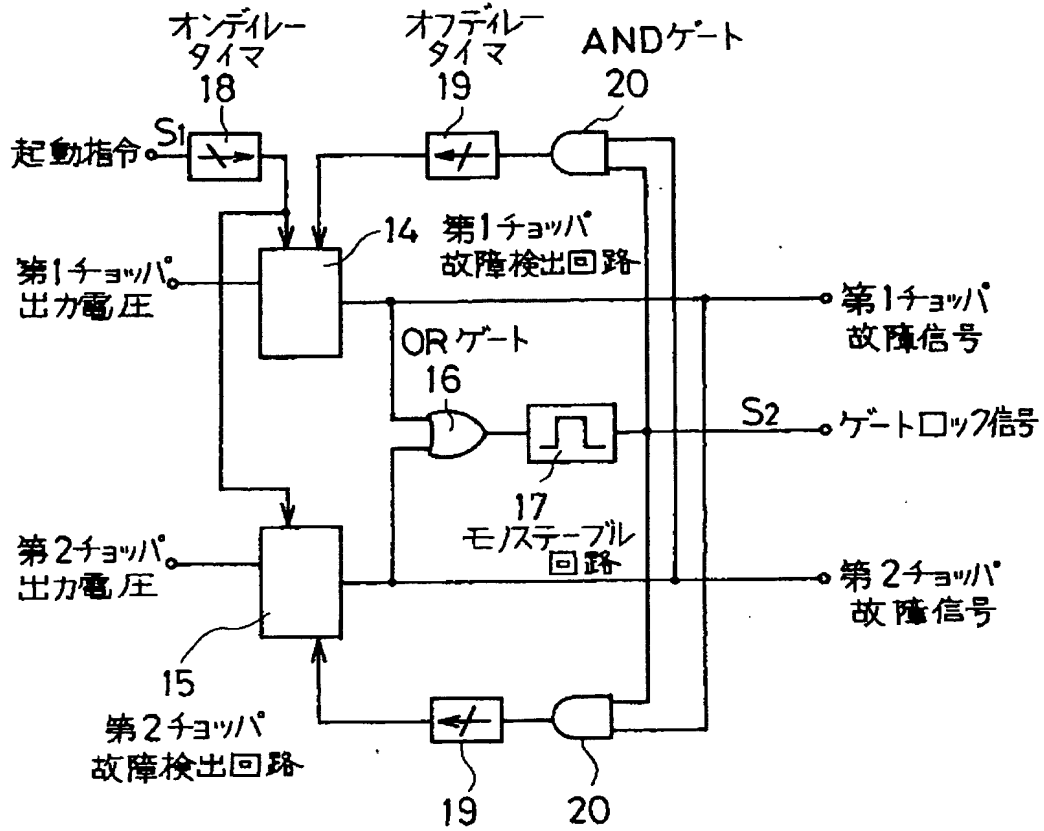 オンディレー
タイマ
18
オフディレー
タイマ
19
ANDゲート
20
起動指令
S1
14
第1チョッパ
故障検出回路
第1チョッパ
出力電圧
第1チョッパ
故障信号
ORゲート
16
S2
ゲートロック信号
17
モノステーブル
回路
第2チョッパ
出力電圧
第2チョッパ
故障信号
15
第2チョッパ
故障検出回路
19
20